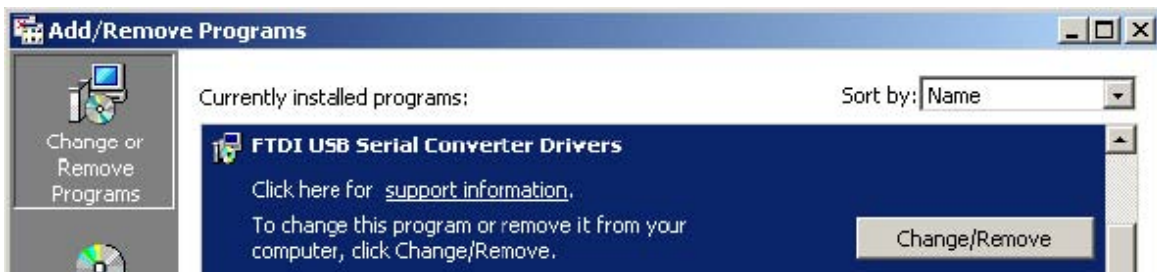 Add/Remove Programs
Change or
Remove
Programs
Currently installed programs:
Sort by: Name
FTDI USB Serial Converter Drivers
Click here for support information.
To change this program or remove it from your
computer, click Change/Remove.
Change/Remove